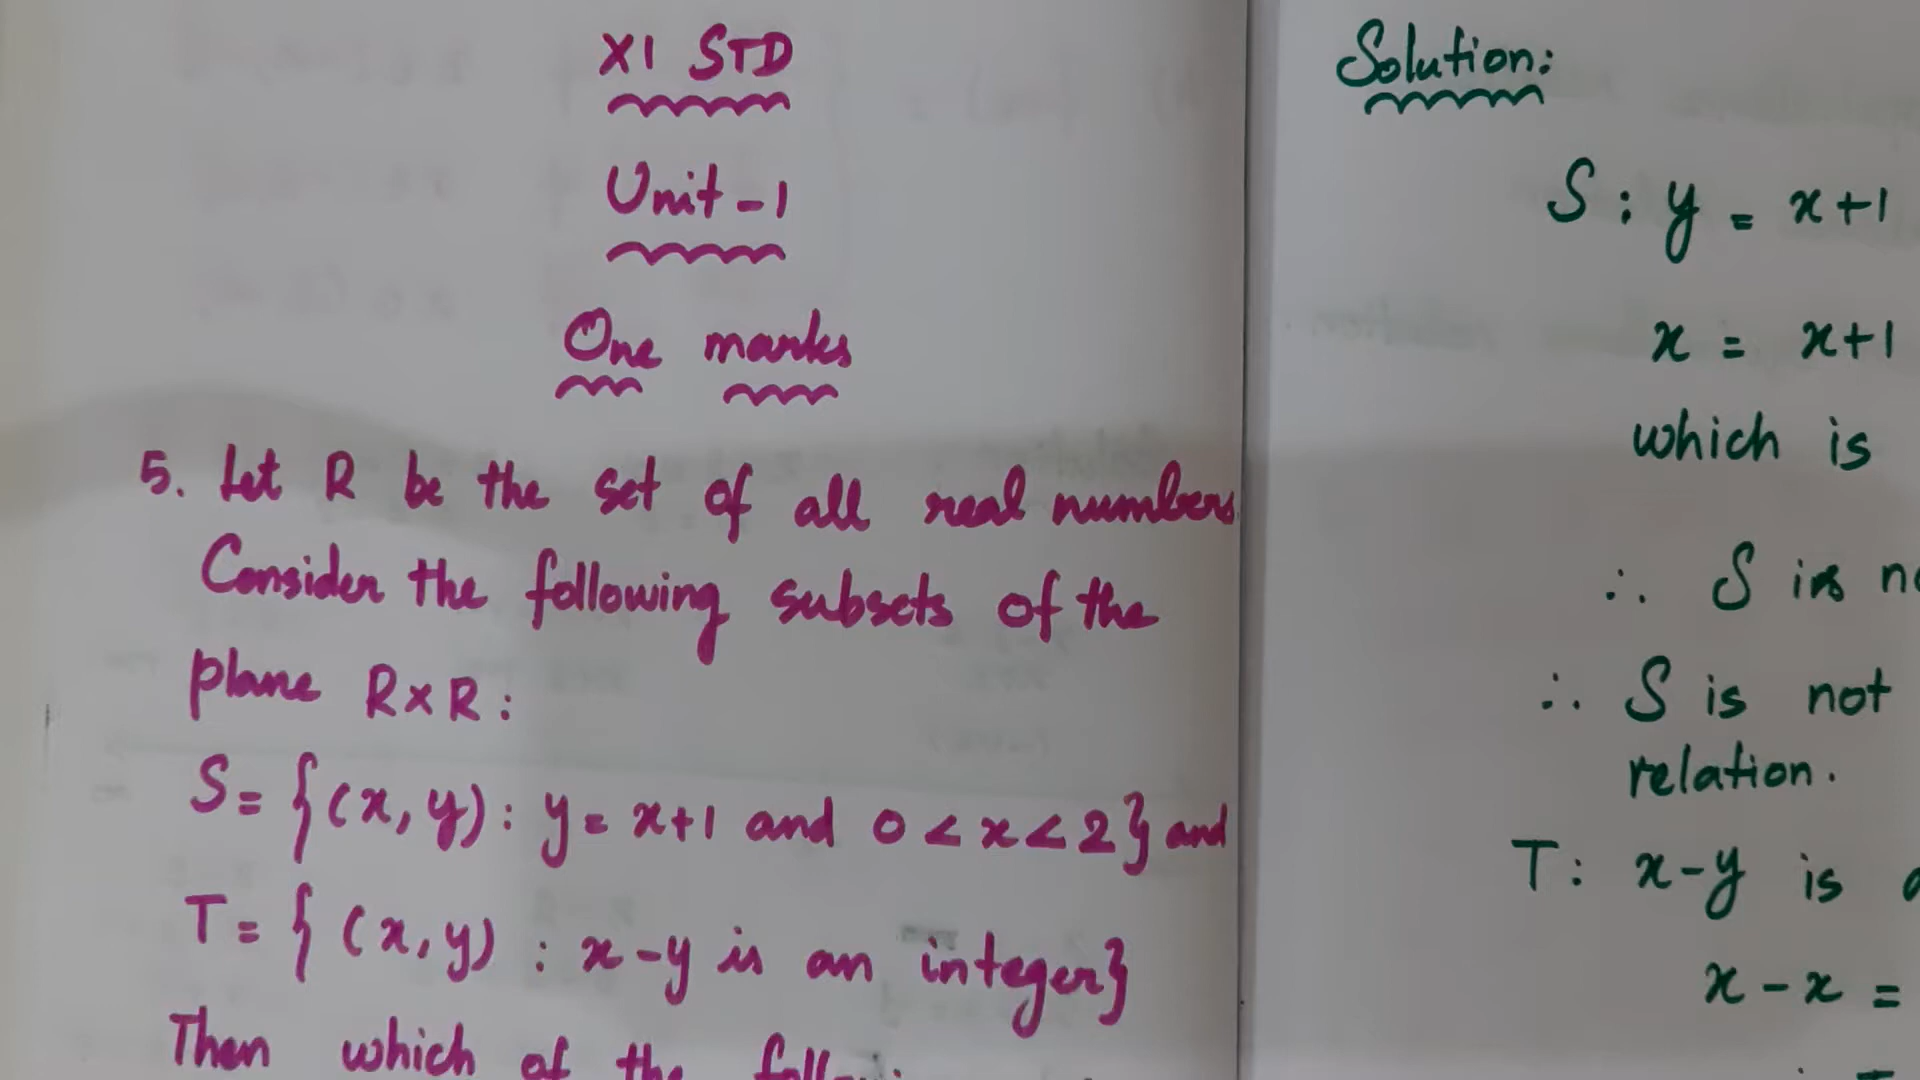 XI STD
Unit-1
One marks
5. Let R be the set of all real numbers.
Consider the following subsets of the
plane R×R:
S= {(x, y): y= x+1 and 0<x<2} and
T= { (x, y) : x-y is an integer}
Then which of the
Solution:
S : y = x+1
x = x+1
which is
∴ S is
∴ S is not
relation.
T: x-y is
x - x =